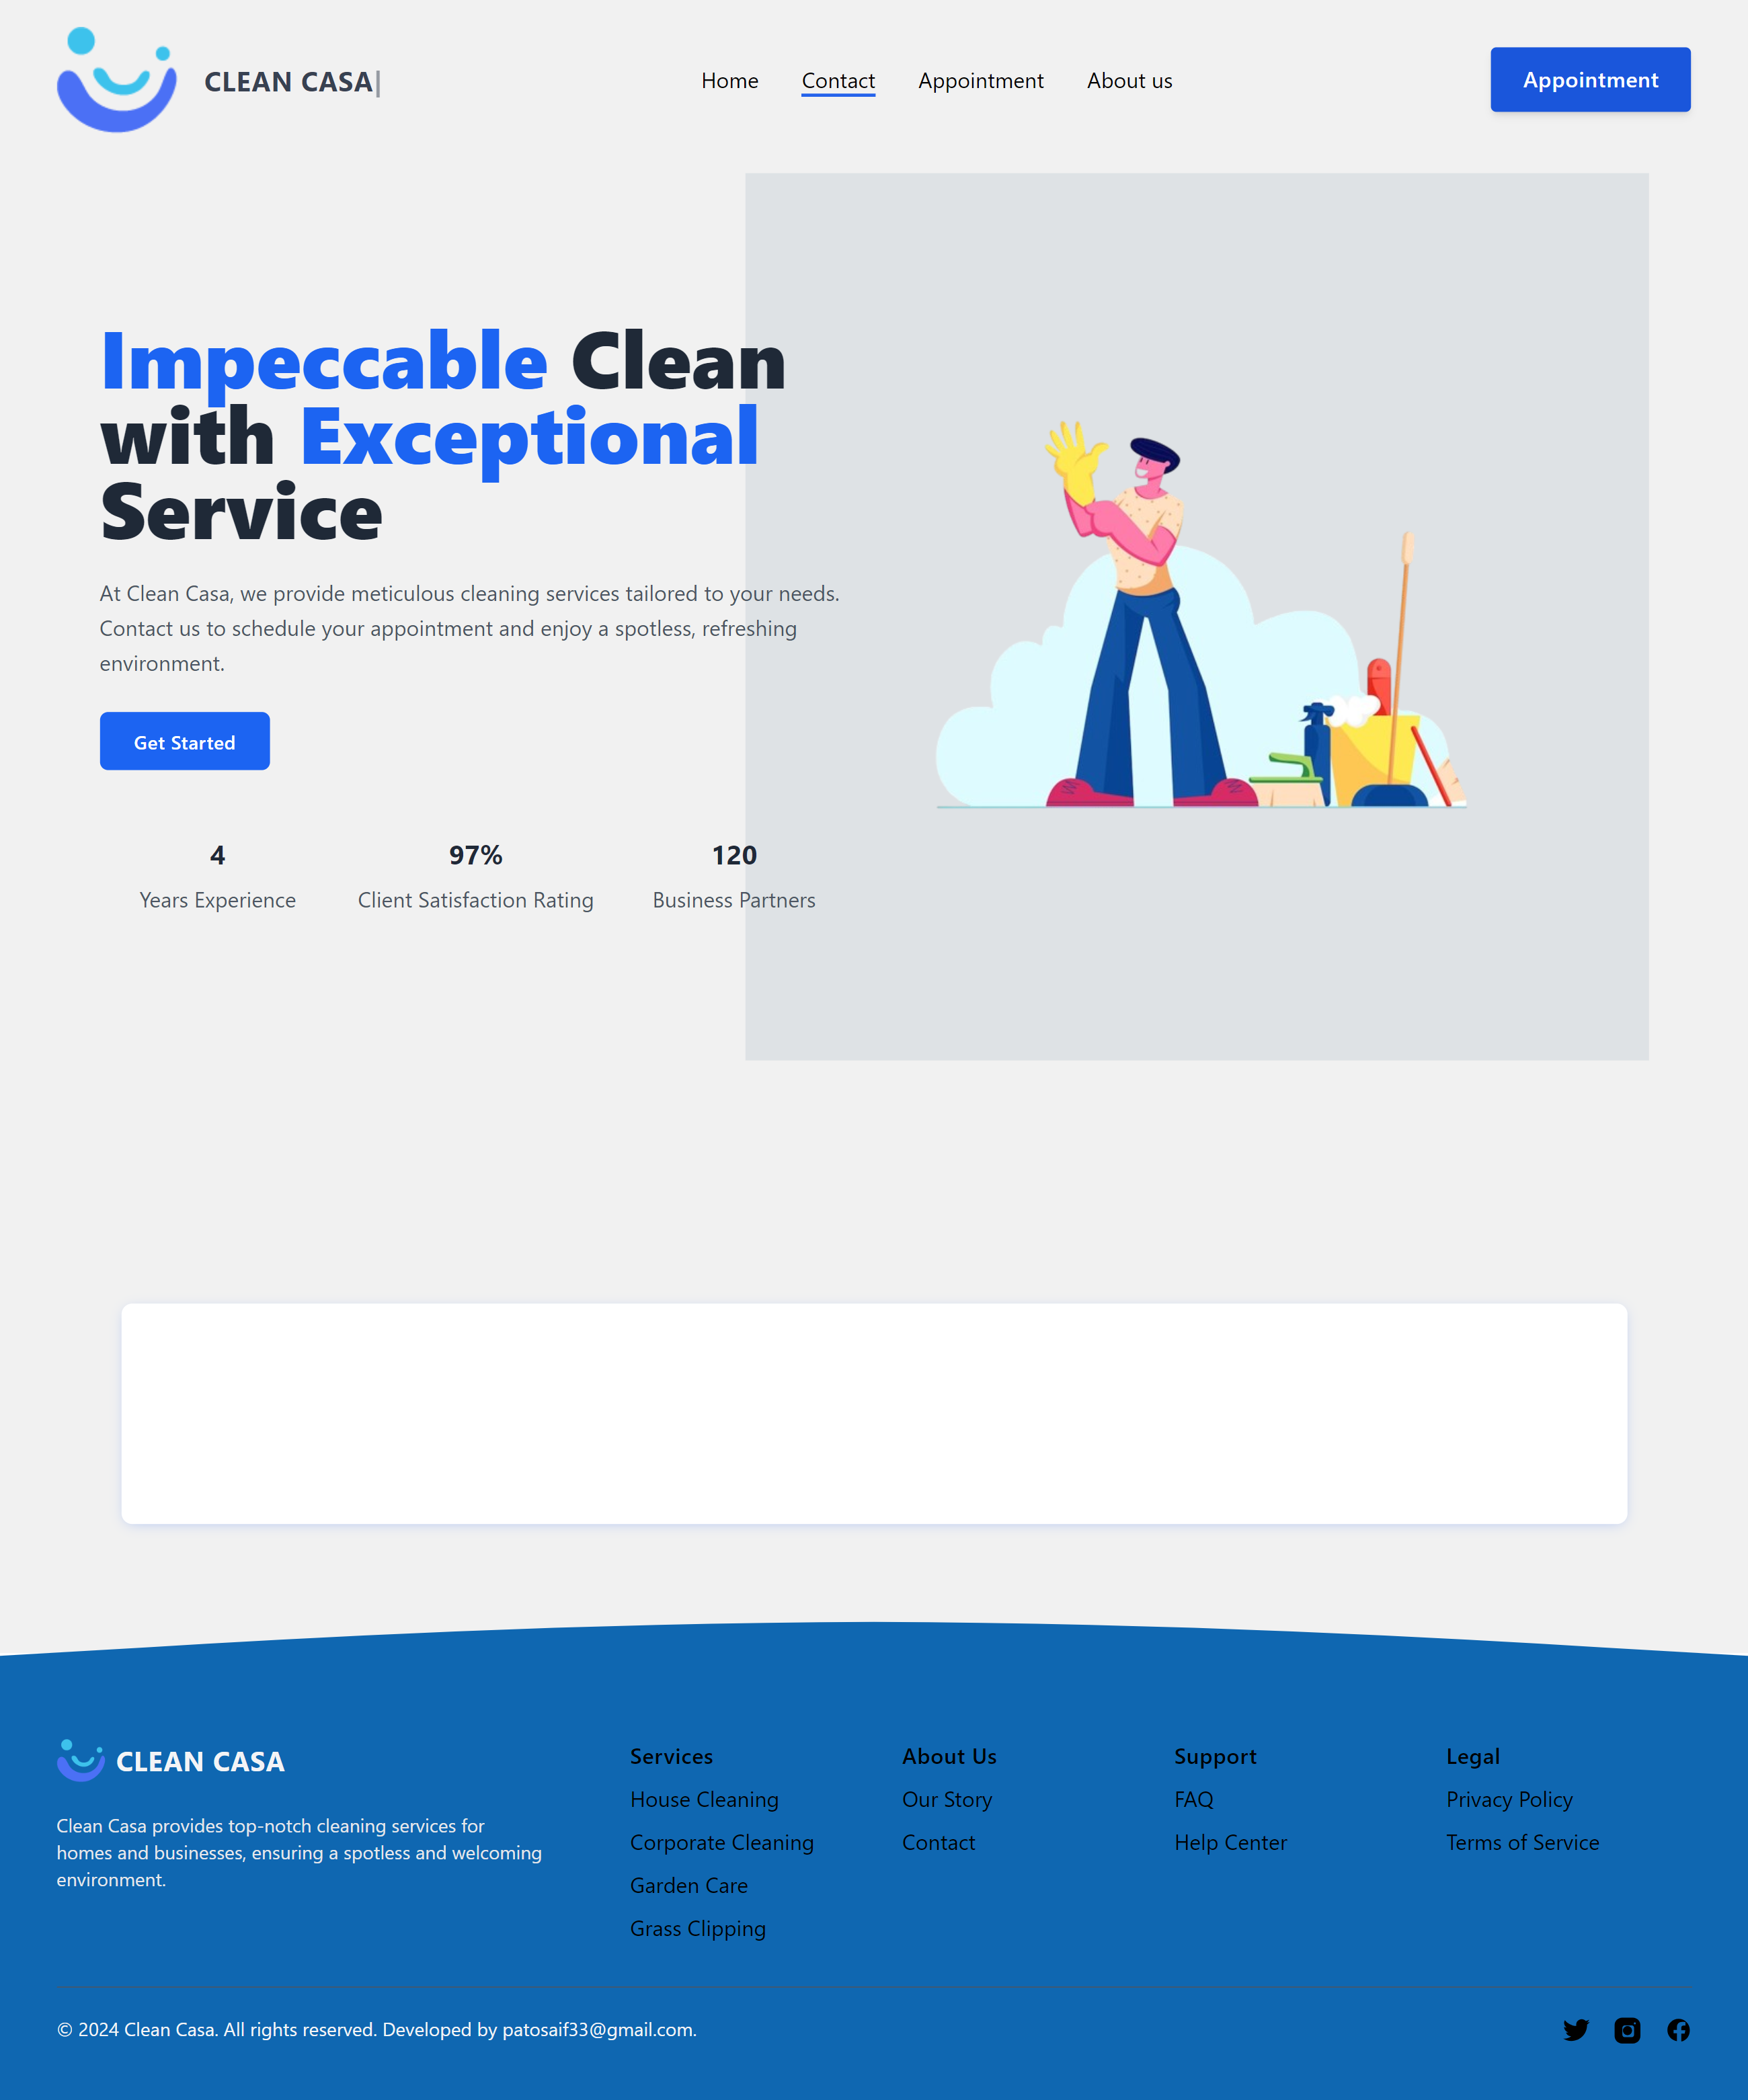 CLEAN CASA|
Home
Contact
Appointment
About us
Appointment
Impeccable Clean
with Exceptional
Service
At Clean Casa, we provide meticulous cleaning services tailored to your needs.
Contact us to schedule your appointment and enjoy a spotless, refreshing
environment.
Get Started
4
Years Experience
97%
Client Satisfaction Rating
120
Business Partners
CLEAN CASA
Clean Casa provides top-notch cleaning services for
homes and businesses, ensuring a spotless and welcoming
environment.
Services
House Cleaning
Corporate Cleaning
Garden Care
Grass Clipping
About Us
Our Story
Contact
Support
FAQ
Help Center
Legal
Privacy Policy
Terms of Service
© 2024 Clean Casa. All rights reserved. Developed by patosaif33@gmail.com.